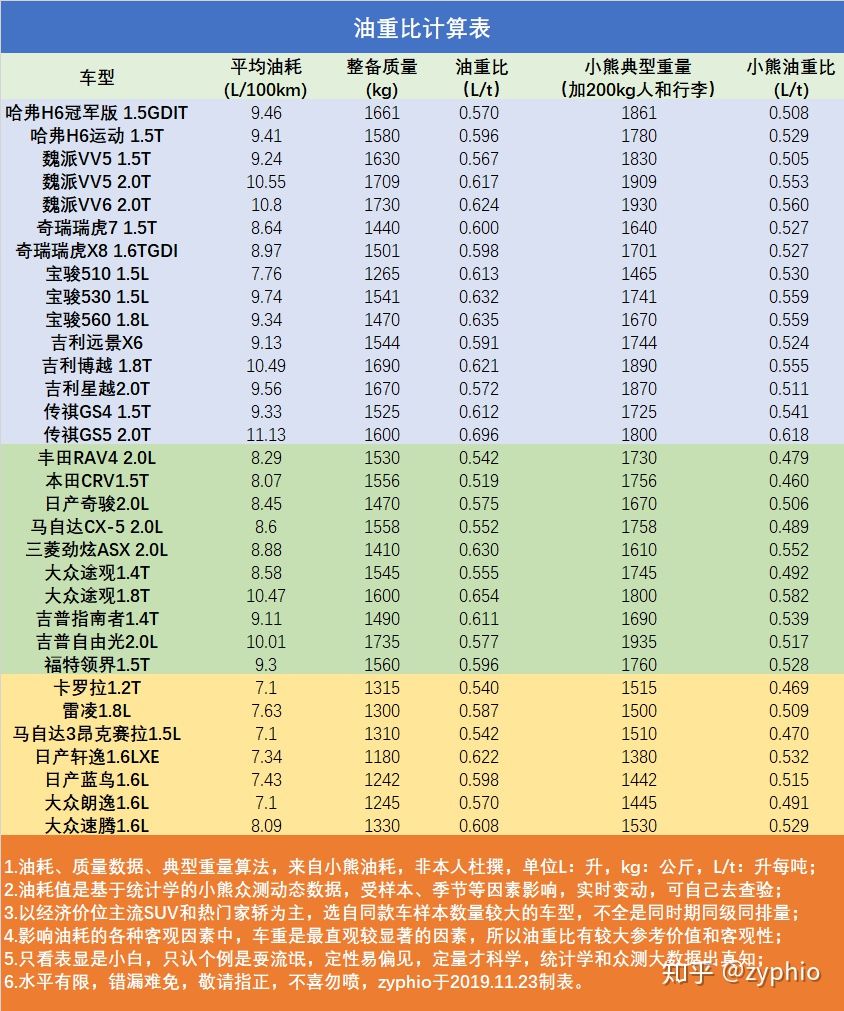 油重比计算表
车型 平均油耗 (L/100km) 整备质量 (kg) 油重比 (L/t) 小熊典型重量 (加200kg人和行李) 小熊油重比 (L/t)
哈弗H6冠军版 1.5GDIT 9.46 1661 0.570 1861 0.508
哈弗H6运动 1.5T 9.41 1580 0.596 1780 0.529
魏派VV5 1.5T 9.24 1630 0.567 1830 0.505
魏派VV5 2.0T 10.55 1709 0.617 1909 0.553
魏派VV6 2.0T 10.8 1730 0.624 1930 0.560
奇瑞瑞虎7 1.5T 8.64 1440 0.600 1640 0.527
奇瑞瑞虎X8 1.6TGDI 8.97 1501 0.598 1701 0.527
宝骏510 1.5L 7.76 1265 0.613 1465 0.530
宝骏530 1.5L 9.74 1541 0.632 1741 0.559
宝骏560 1.8L 9.34 1470 0.635 1670 0.559
吉利远景X6 9.13 1544 0.591 1744 0.524
吉利博越 1.8T 10.49 1690 0.621 1890 0.555
吉利星越2.0T 9.56 1670 0.572 1870 0.511
传祺GS4 1.5T 9.33 1525 0.612 1725 0.541
传祺GS5 2.0T 11.13 1600 0.696 1800 0.618
丰田RAV4 2.0L 8.29 1530 0.542 1730 0.479
本田CRV1.5T 8.07 1556 0.519 1756 0.460
日产奇骏2.0L 8.45 1470 0.575 1670 0.506
马自达CX-5 2.0L 8.6 1558 0.552 1758 0.489
三菱劲炫ASX 2.0L 8.88 1410 0.630 1610 0.552
大众途观1.4T 8.58 1545 0.555 1745 0.492
大众途观1.8T 10.47 1600 0.654 1800 0.582
吉普指南者1.4T 9.11 1490 0.611 1690 0.539
吉普自由光2.0L 10.01 1735 0.577 1935 0.517
福特领界1.5T 9.3 1560 0.596 1760 0.528
卡罗拉1.2T 7.1 1315 0.540 1515 0.469
雷凌1.8L 7.63 1300 0.587 1500 0.509
马自达3昂克赛拉1.5L 7.1 1310 0.542 1510 0.470
日产轩逸1.6LXE 7.34 1180 0.622 1380 0.532
日产蓝鸟1.6L 7.43 1242 0.598 1442 0.515
大众朗逸1.6L 7.1 1245 0.570 1445 0.491
大众速腾1.6L 8.09 1330 0.608 1530 0.529
1.油耗、质量数据、典型重量算法，来自小熊油耗，非本人杜撰，单位L：升，kg：公斤，L/t：升每吨；
2.油耗值是基于统计学的小熊众测动态数据，受样本、季节等因素影响，实时变动，可自己去查验；
3.以经济价位主流SUV和热门家轿为主，选自同款车样本数量较大的车型，不全是同时期同级同排量；
4.影响油耗的各种客观因素中，车重是最直观较显著的因素，所以油重比有较大参考价值和客观性；
5.只看表显是小白，只认个例是耍流氓，定性易偏见，定量才科学，统计学和众测大数据出真知；
6.水平有限，错漏难免，敬请指正，不喜勿喷，zyphio于2019.11.23制表。
知乎 @zyphio